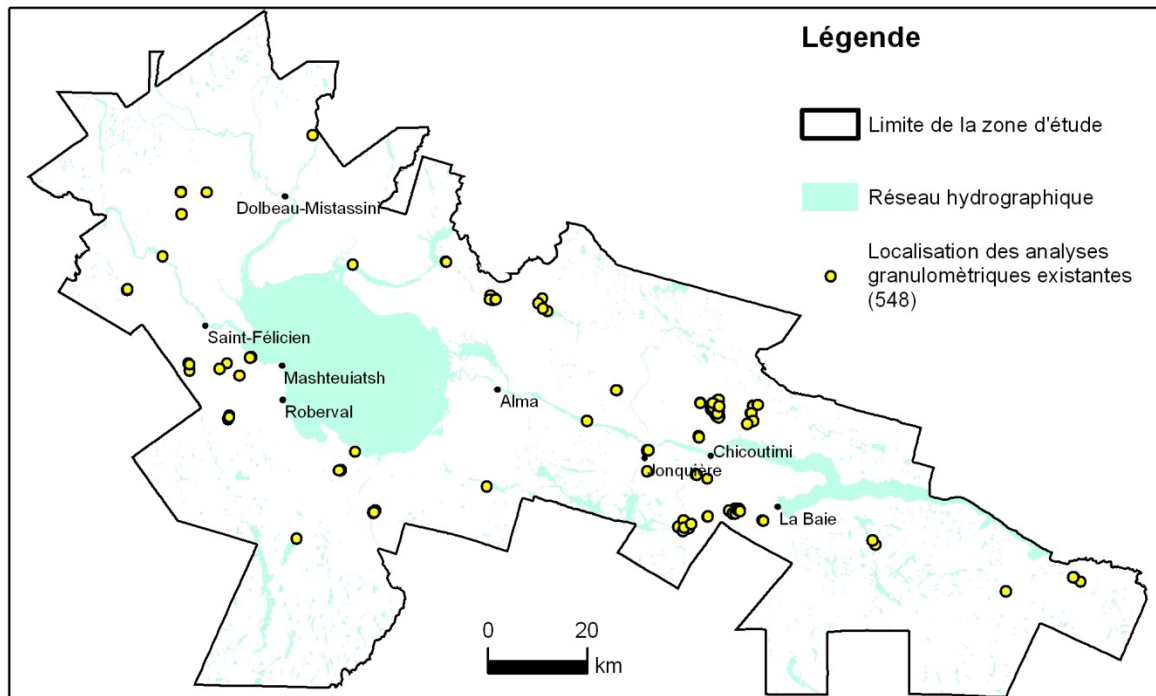 Légende
Limite de la zone d'étude
Réseau hydrographique
Localisation des analyses
granulomètriques existantes
(548)
Dolbeau-Mistassini
Saint-Félicien
Mashteuiatsh
Roberval
Alma
Chicoutimi
Jonquière
La Baie
0 20
km